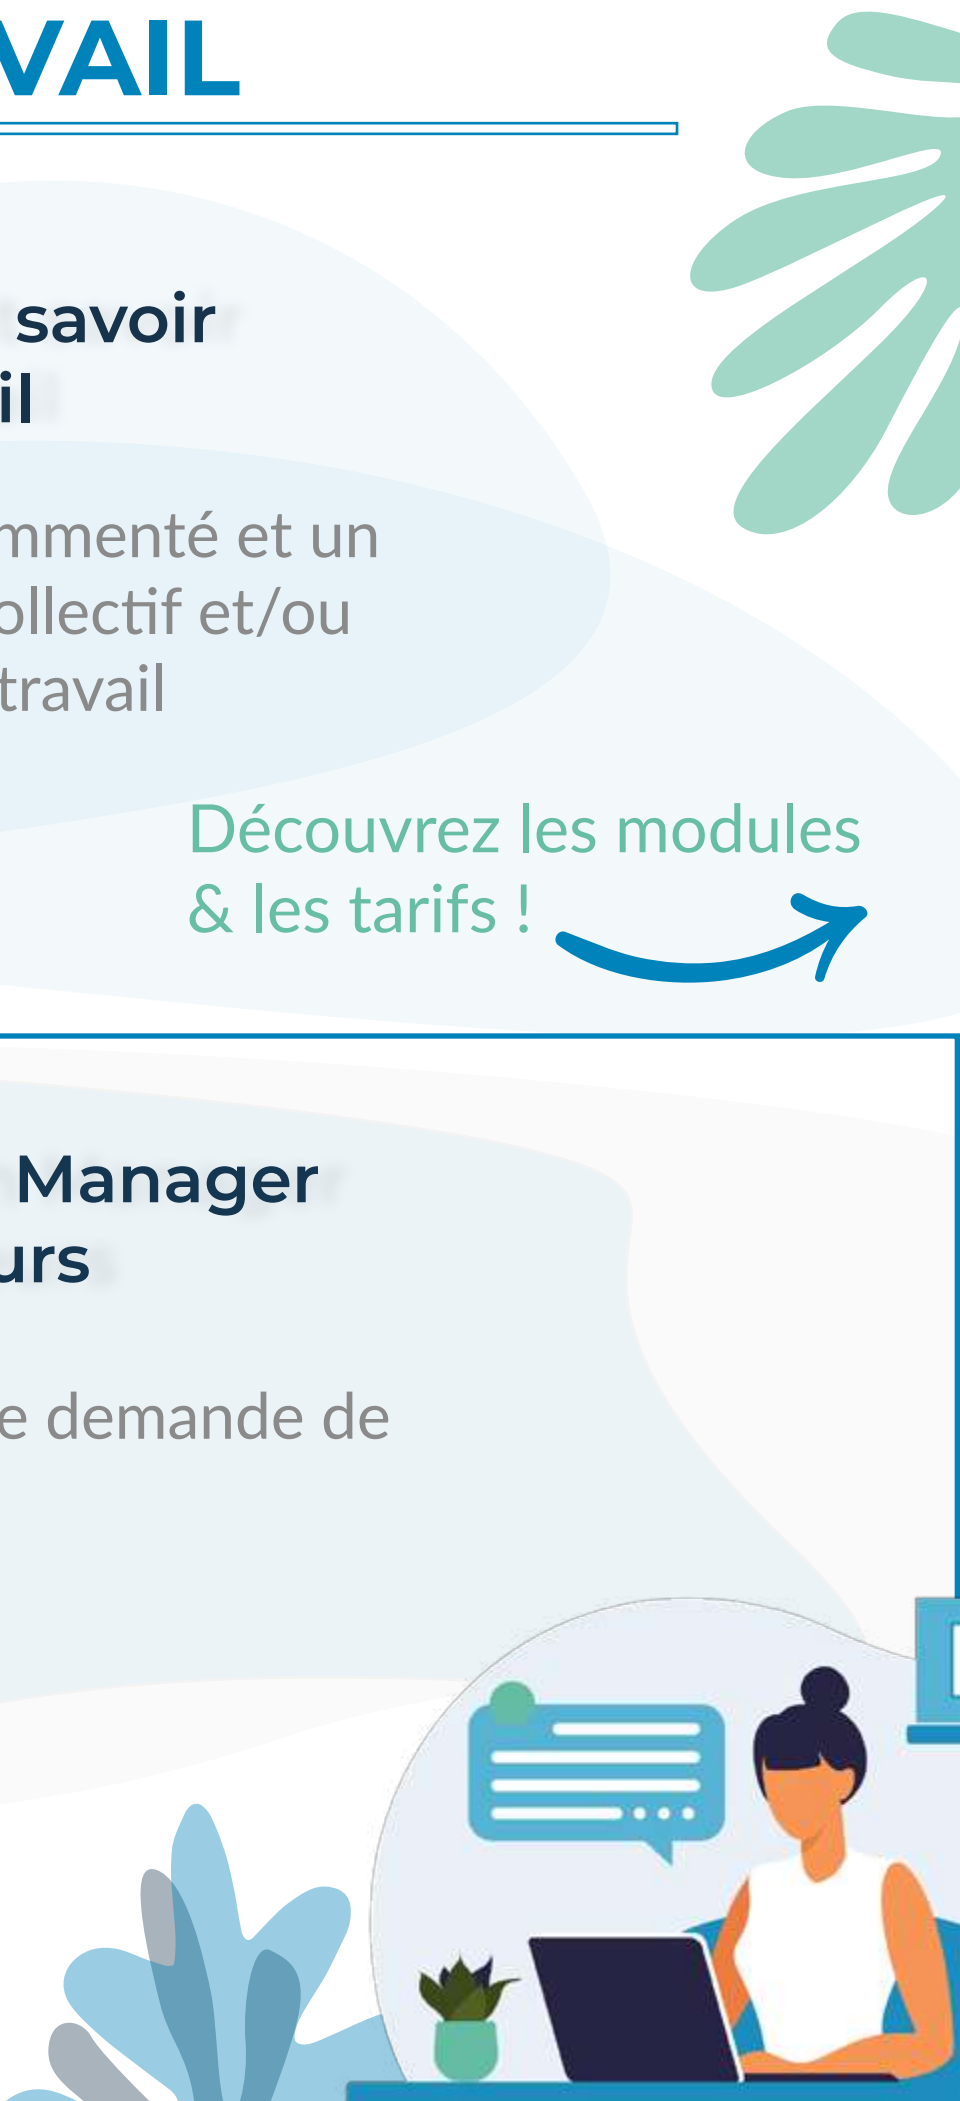 VAIL
savoir
il
mmenté et un
ollectif et/ou
travail
Découvrez les modules
& les tarifs !
Manager
urs
e demande de